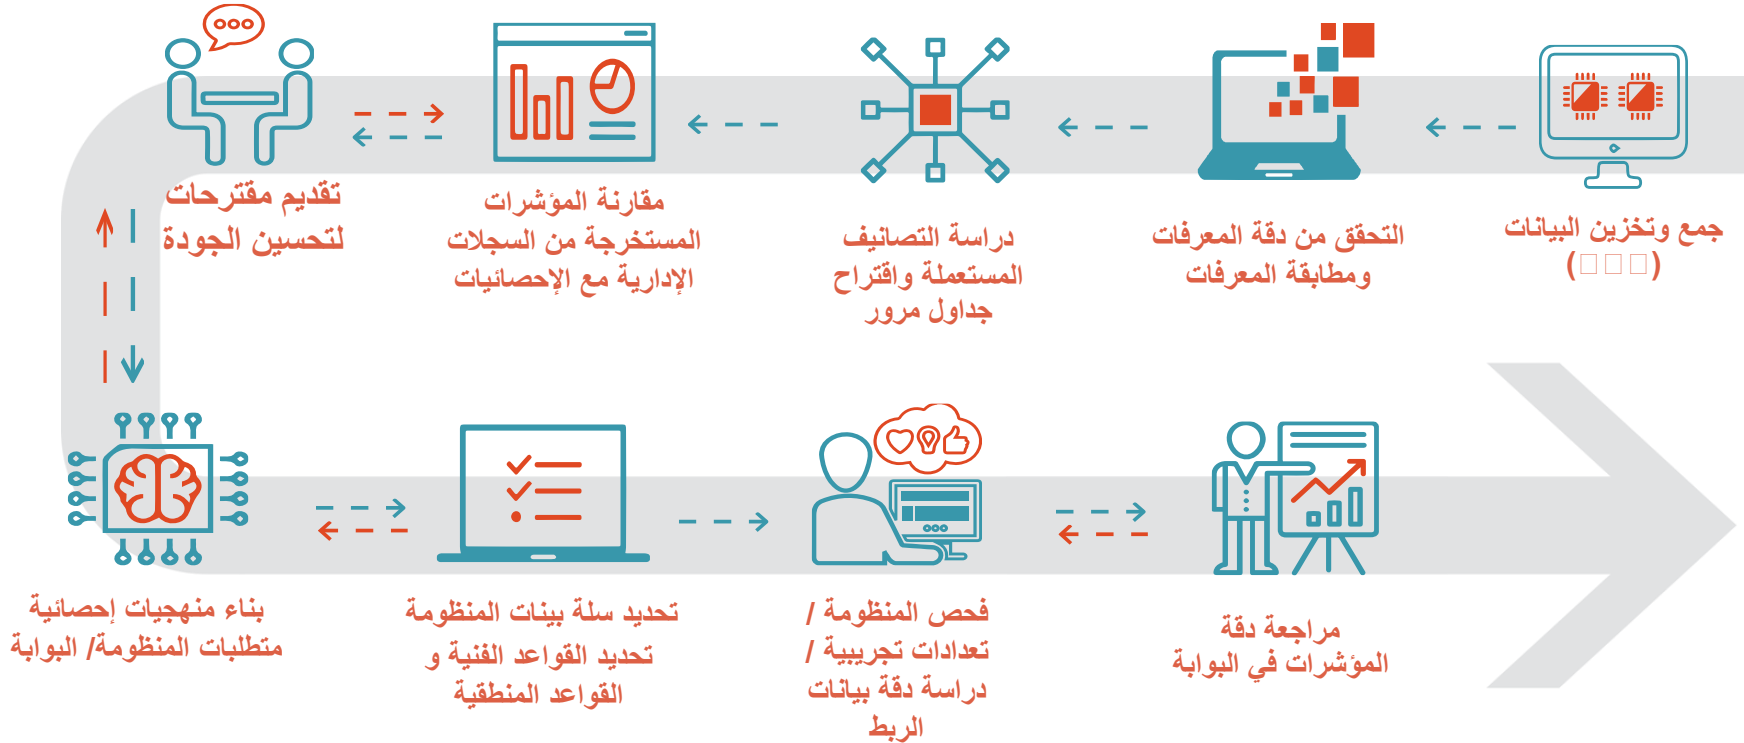 جمع وتخزين البيانات
(□□□)
التحقق من دقة المعرفات
ومطابقة المعرفات
دراسة التصانيف
المستعملة واقتراح
جداول مرور
مقارنة المؤشرات
المستخرجة من السجلات
الإدارية مع الإحصائيات
تقديم مقترحات
لتحسين الجودة
بناء منهجيات إحصائية
متطلبات المنظومة/ البوابة
تحديد سلة بينات المنظومة
تحديد القواعد الفنية و
القواعد المنطقية
فحص المنظومة /
تعدادات تجريبية /
دراسة دقة بيانات
الربط
مراجعة دقة
المؤشرات في البوابة